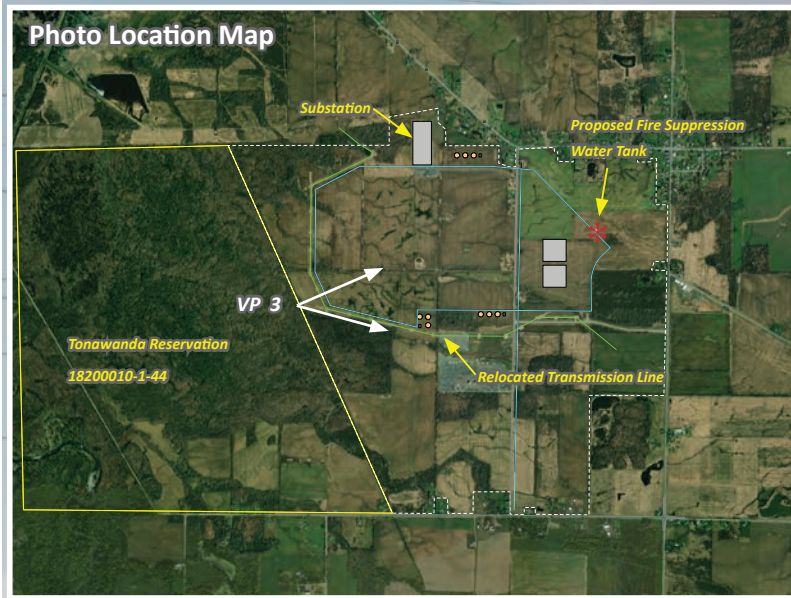 Photo Location Map
Substation
Proposed Fire Suppression
Water Tank
VP 3
Tonawanda Reservation
18200010-1-44
Relocated Transmission Line